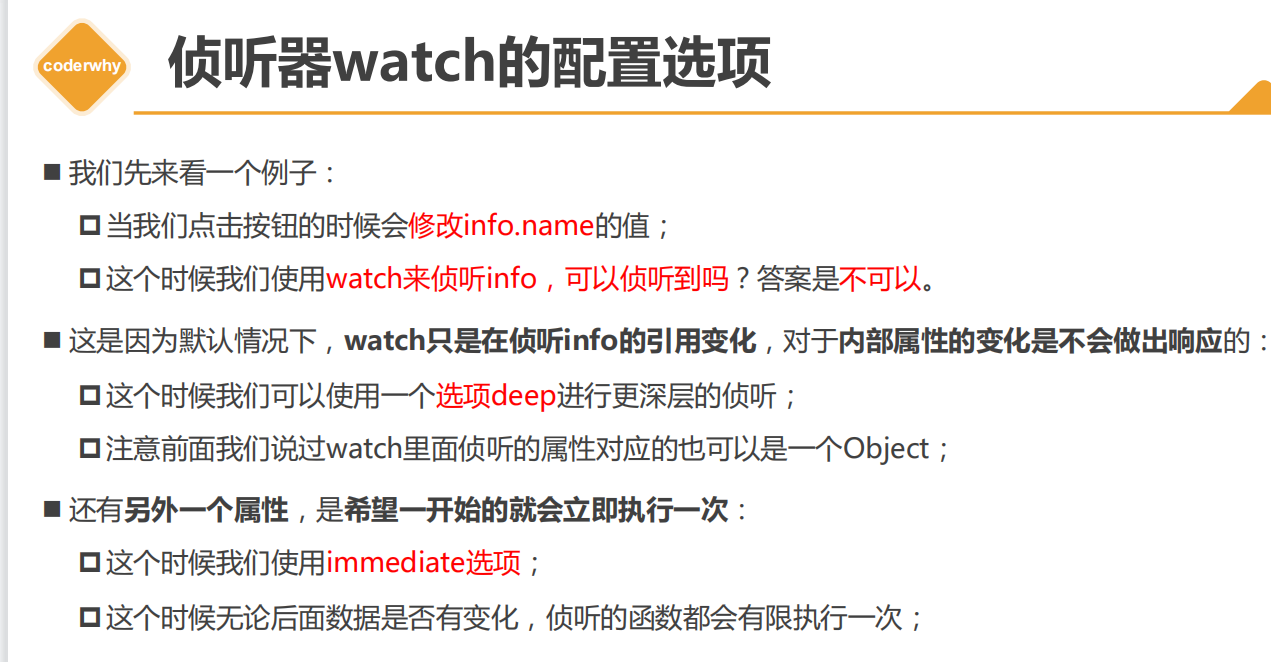 coderwhy
侦听器watch的配置选项
我们先来看一个例子：
当我们点击按钮的时候会修改info.name的值；
这个时候我们使用watch来侦听info，可以侦听到吗？答案是不可以。
这是因为默认情况下，watch只是在侦听info的引用变化，对于内部属性的变化是不会做出响应的：
这个时候我们可以使用一个选项deep进行更深层的侦听；
注意前面我们说过watch里面侦听的属性对应的也可以是一个Object；
还有另外一个属性，是希望一开始的就会立即执行一次：
这个时候我们使用immediate选项；
这个时候无论后面数据是否有变化，侦听的函数都会有限执行一次；